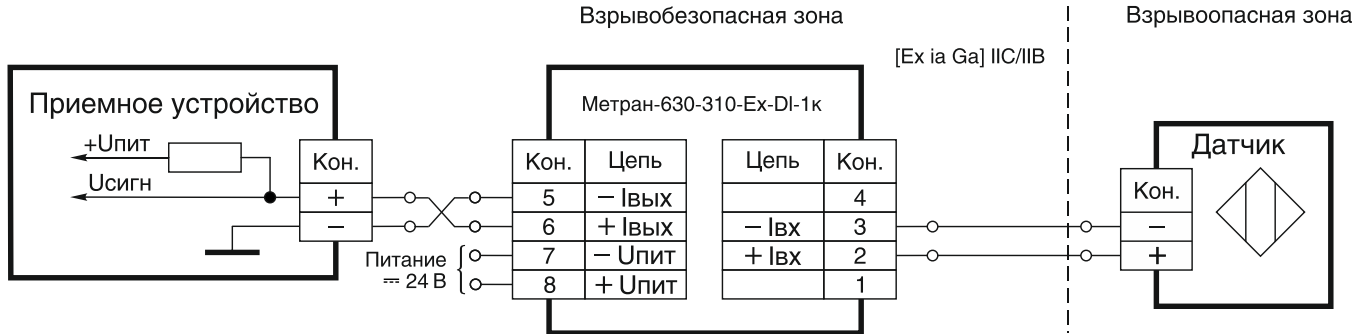 Взрывобезопасная зона
Взрывоопасная зона
[Ex ia Ga] IIC/IIB
Приемное устройство
+Uпит
Uсигн
Кон.
+
−
Питание
⎓ 24 В
Метран-630-310-Ex-DI-1к
Кон. Цепь
5 − Iвых
6 + Iвых
7 − Uпит
8 + Uпит
Цепь Кон.
4
− Iвх 3
+ Iвх 2
1
Датчик
Кон.
−
+